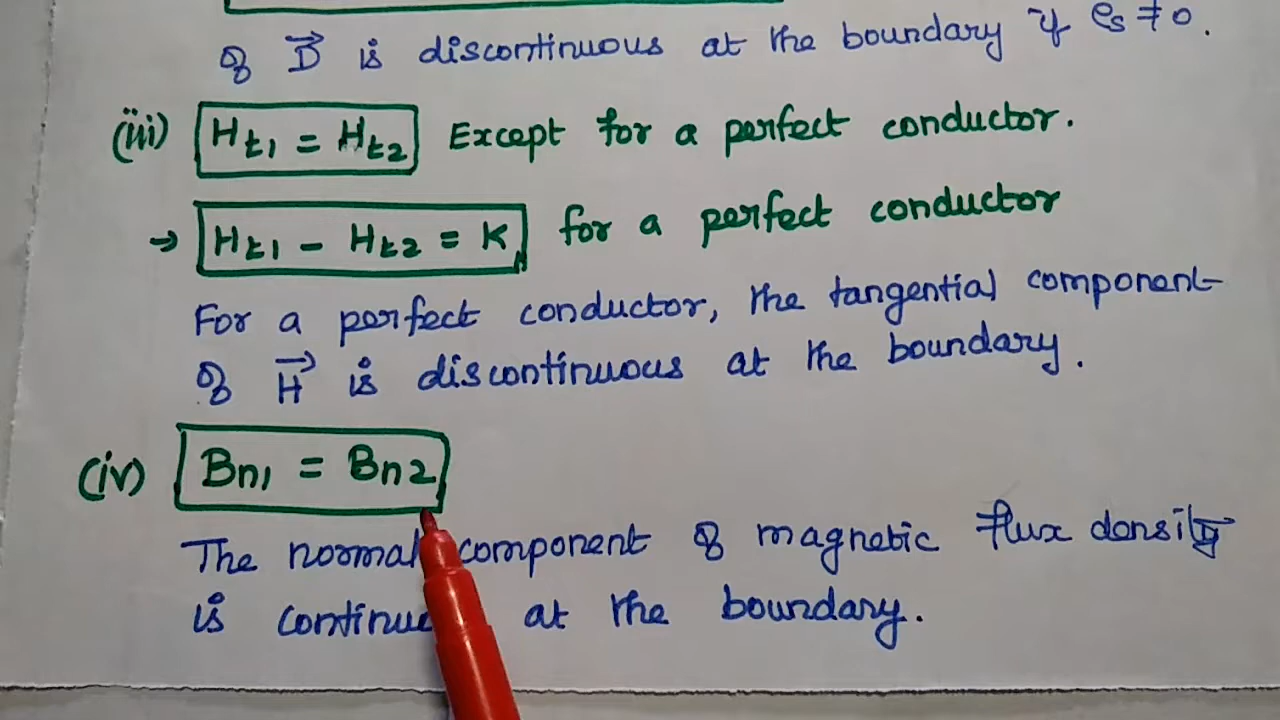 of D⃗ is discontinuous at the boundary if ρs ≠ 0.
(iii) Ht1 = Ht2 Except for a perfect conductor.
→ Ht1 - Ht2 = K for a perfect conductor
For a perfect conductor, the tangential component
of H⃗ is discontinuous at the boundary.
(iv) Bn1 = Bn2
The normal component of magnetic flux density
is at the boundary.